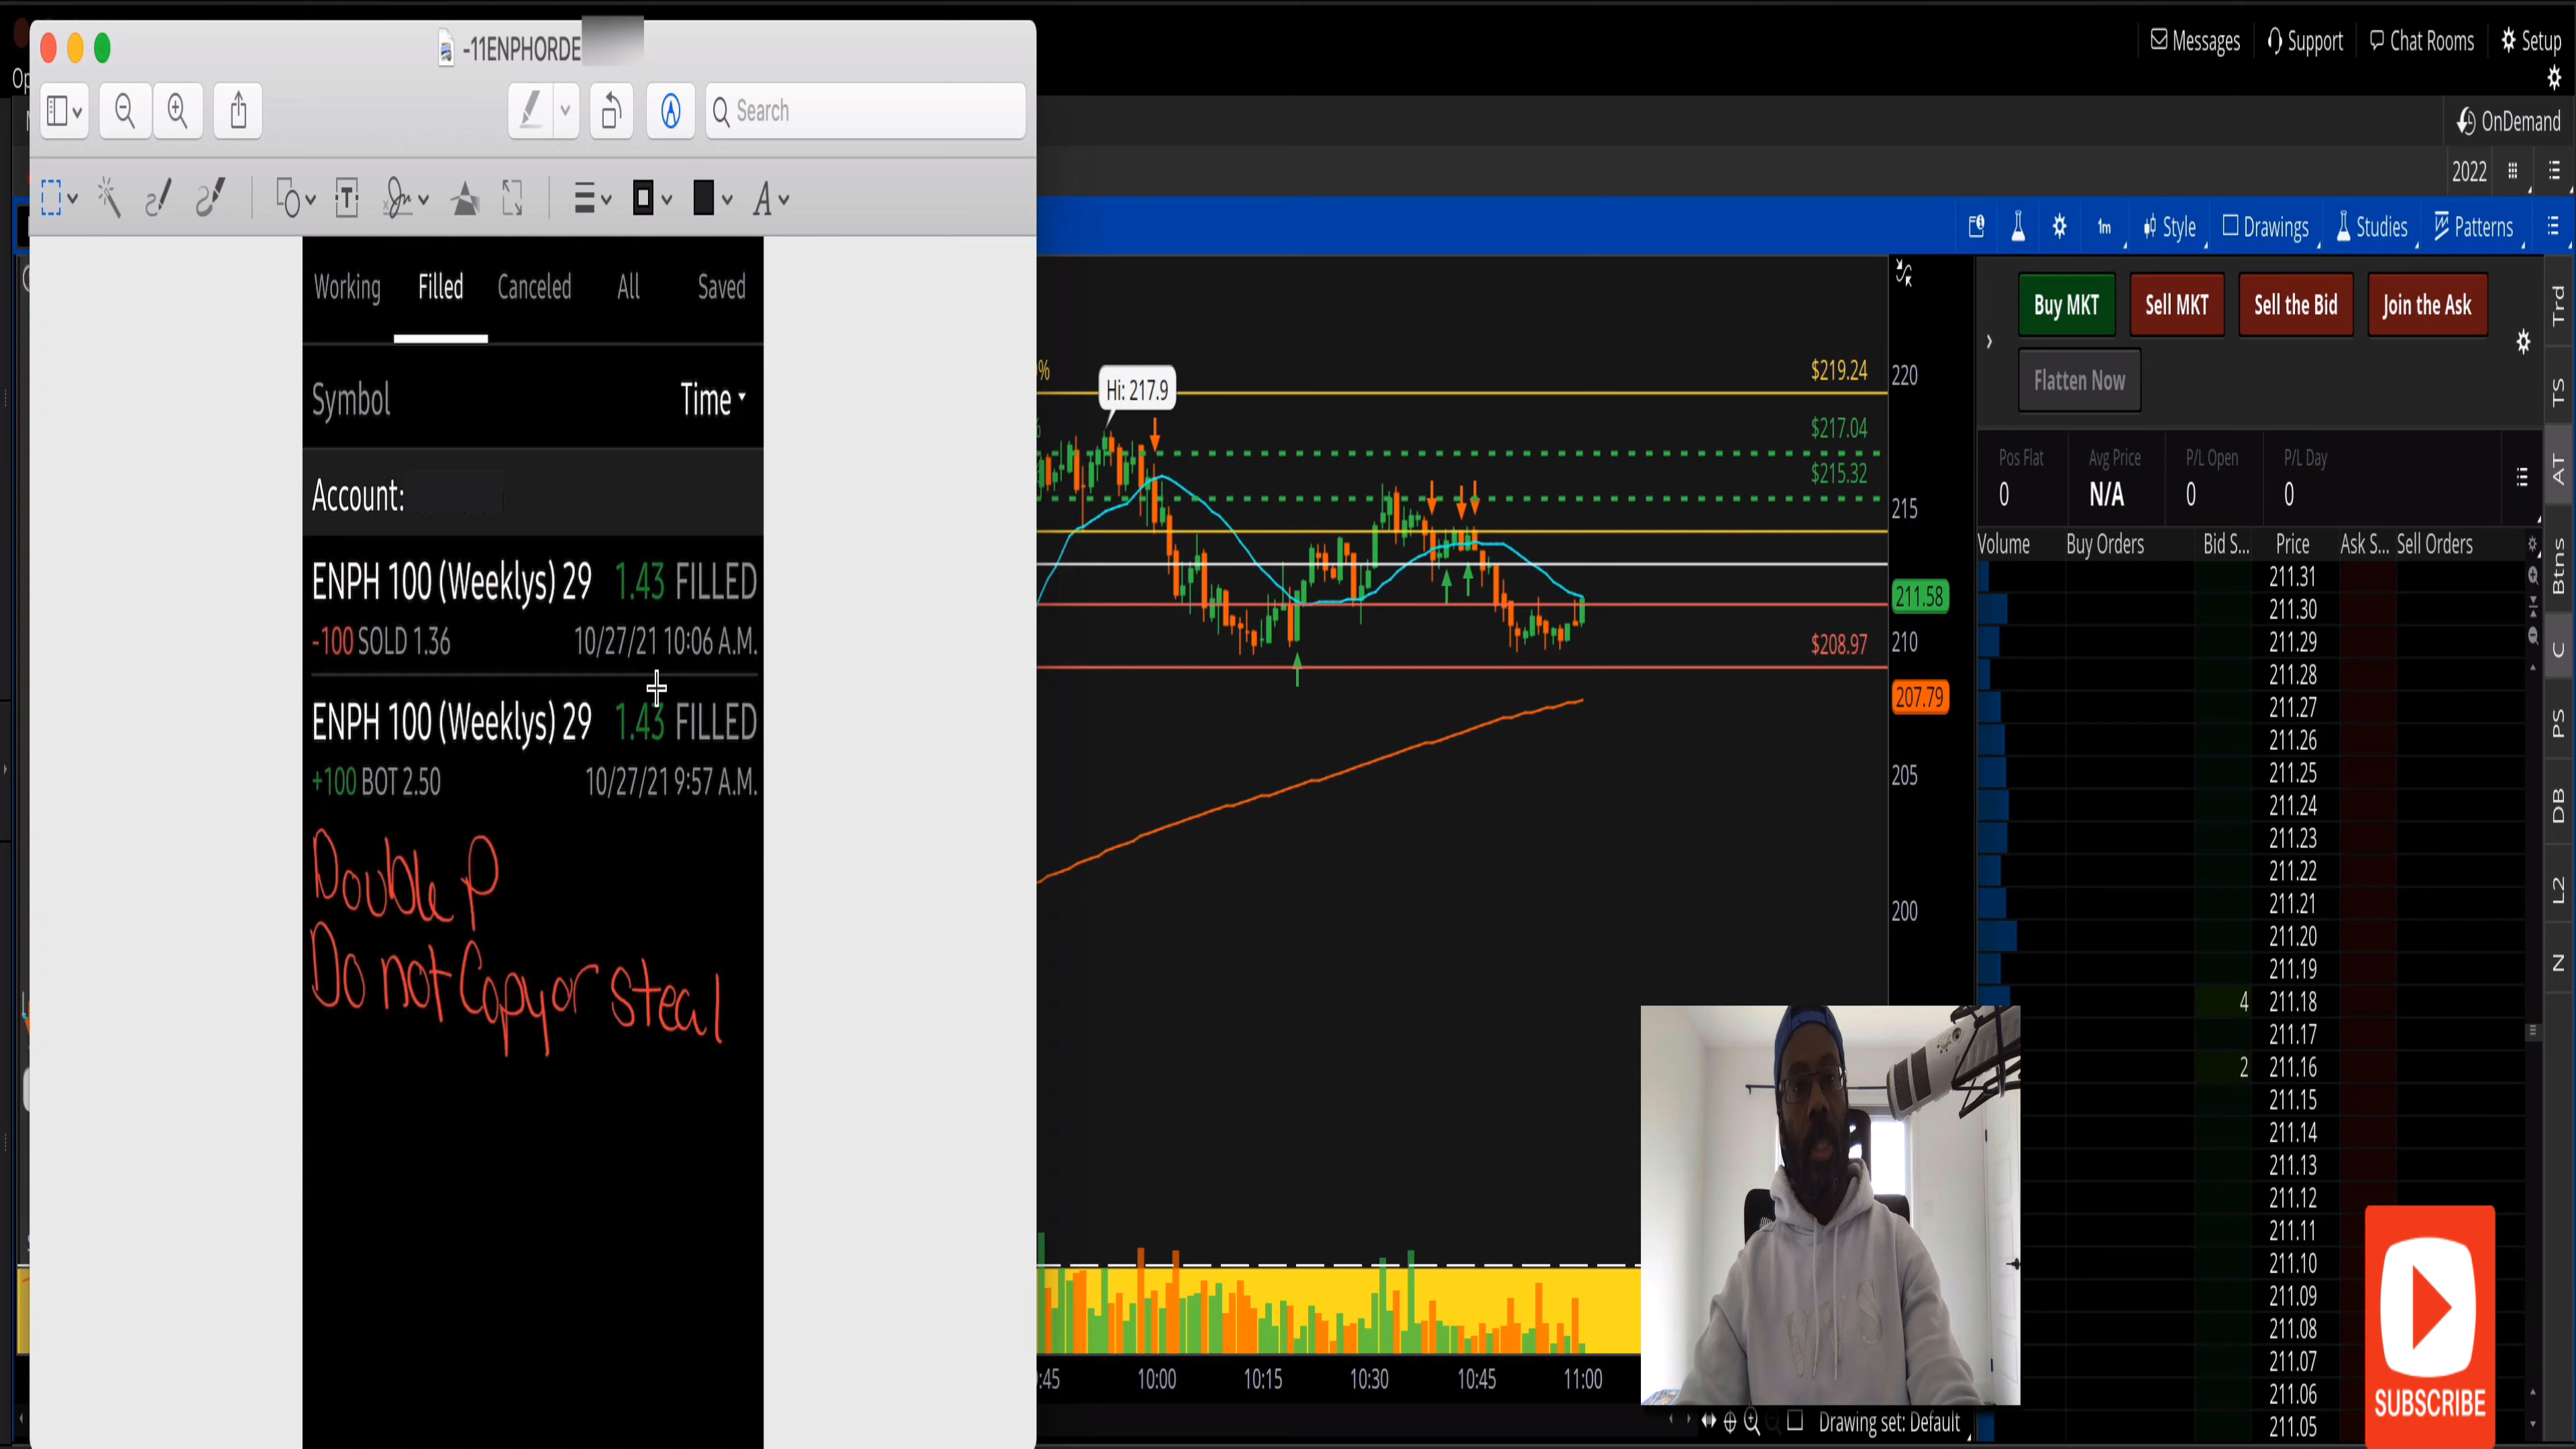 -11ENPHORDE
Search
Working Filled Canceled All Saved
Symbol Time
Account:
ENPH 100 (Weeklys) 29 1.43 FILLED
-100 SOLD 1.36 10/27/21 10:06 A.M.
ENPH 100 (Weeklys) 29 1.43 FILLED
+100 BOT 2.50 10/27/21 9:57 A.M.
Double P
Do not Copy or steal
Messages Support Chat Rooms Setup
OnDemand
2022
1m Style Drawings Studies Patterns
Hi: 217.9
$219.24
$217.04
$215.32
$208.97
220
215
211.58
210
207.79
205
200
:45 10:00 10:15 10:30 10:45 11:00
Drawing set: Default
Buy MKT Sell MKT Sell the Bid Join the Ask
Flatten Now
Pos Flat Avg Price P/L Open P/L Day
0 N/A 0 0
Volume Buy Orders Bid S... Price Ask S... Sell Orders
211.31
211.30
211.29
211.28
211.27
211.26
211.25
211.24
211.23
211.22
211.21
211.20
211.19
4 211.18
211.17
2 211.16
211.15
211.14
211.13
211.12
211.11
211.10
211.09
211.08
211.07
211.06
211.05
Trd
TS
AT
Btns
C
PS
DB
L2
N
SUBSCRIBE